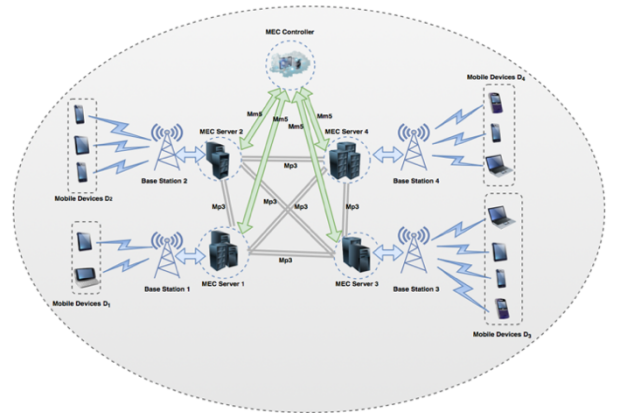 MEC Controller
Mobile Devices D4
Mm5
Mm5
Mm5
Mm5
MEC Server 2
MEC Server 4
Mp3
Base Station 2
Base Station 4
Mobile Devices D2
Mp3
Mp3
Mp3
Mp3
Mp3
MEC Server 1
MEC Server 3
Base Station 1
Base Station 3
Mobile Devices D1
Mobile Devices D3